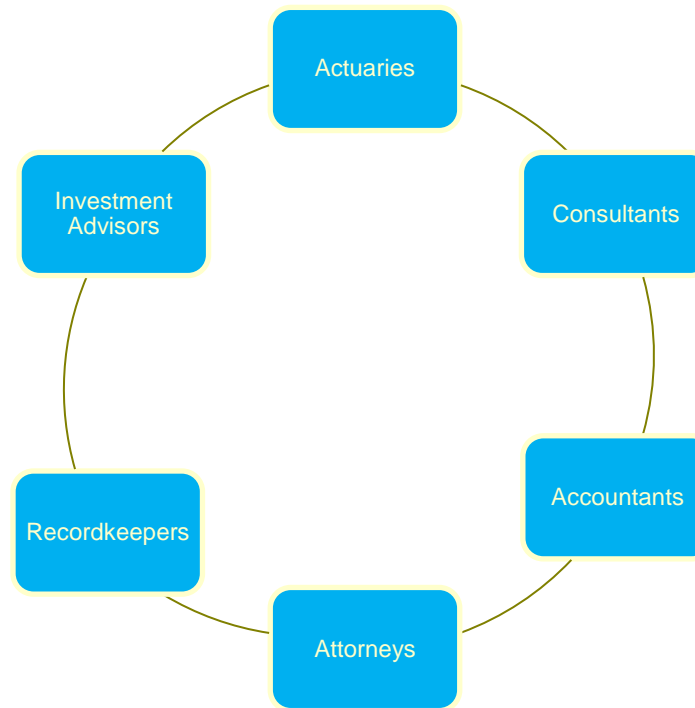 Actuaries
Investment
Advisors
Consultants
Accountants
Recordkeepers
Attorneys